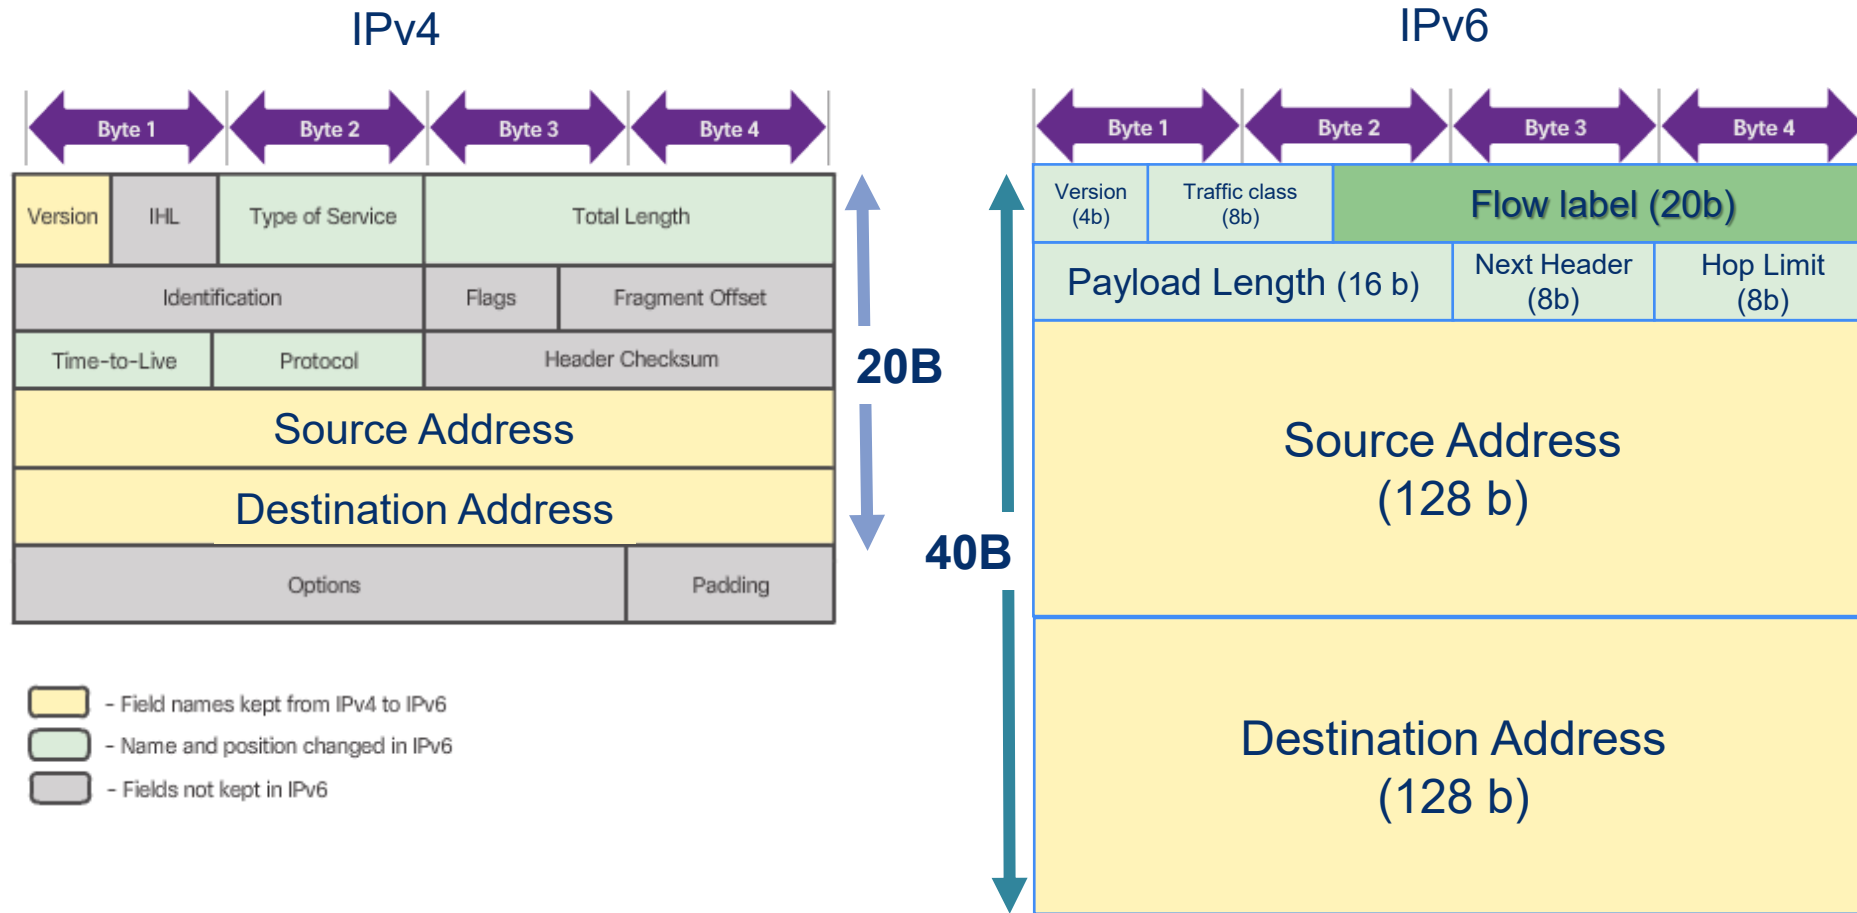 IPv4
IPv6
Byte 1
Byte 2
Byte 3
Byte 4
Version
IHL
Type of Service
Total Length
Identification
Flags
Fragment Offset
Time-to-Live
Protocol
Header Checksum
Source Address
Destination Address
Options
Padding
20B
- Field names kept from IPv4 to IPv6
- Name and position changed in IPv6
- Fields not kept in IPv6
Byte 1
Byte 2
Byte 3
Byte 4
Version
(4b)
Traffic class
(8b)
Flow label (20b)
Payload Length (16 b)
Next Header
(8b)
Hop Limit
(8b)
Source Address
(128 b)
40B
Destination Address
(128 b)